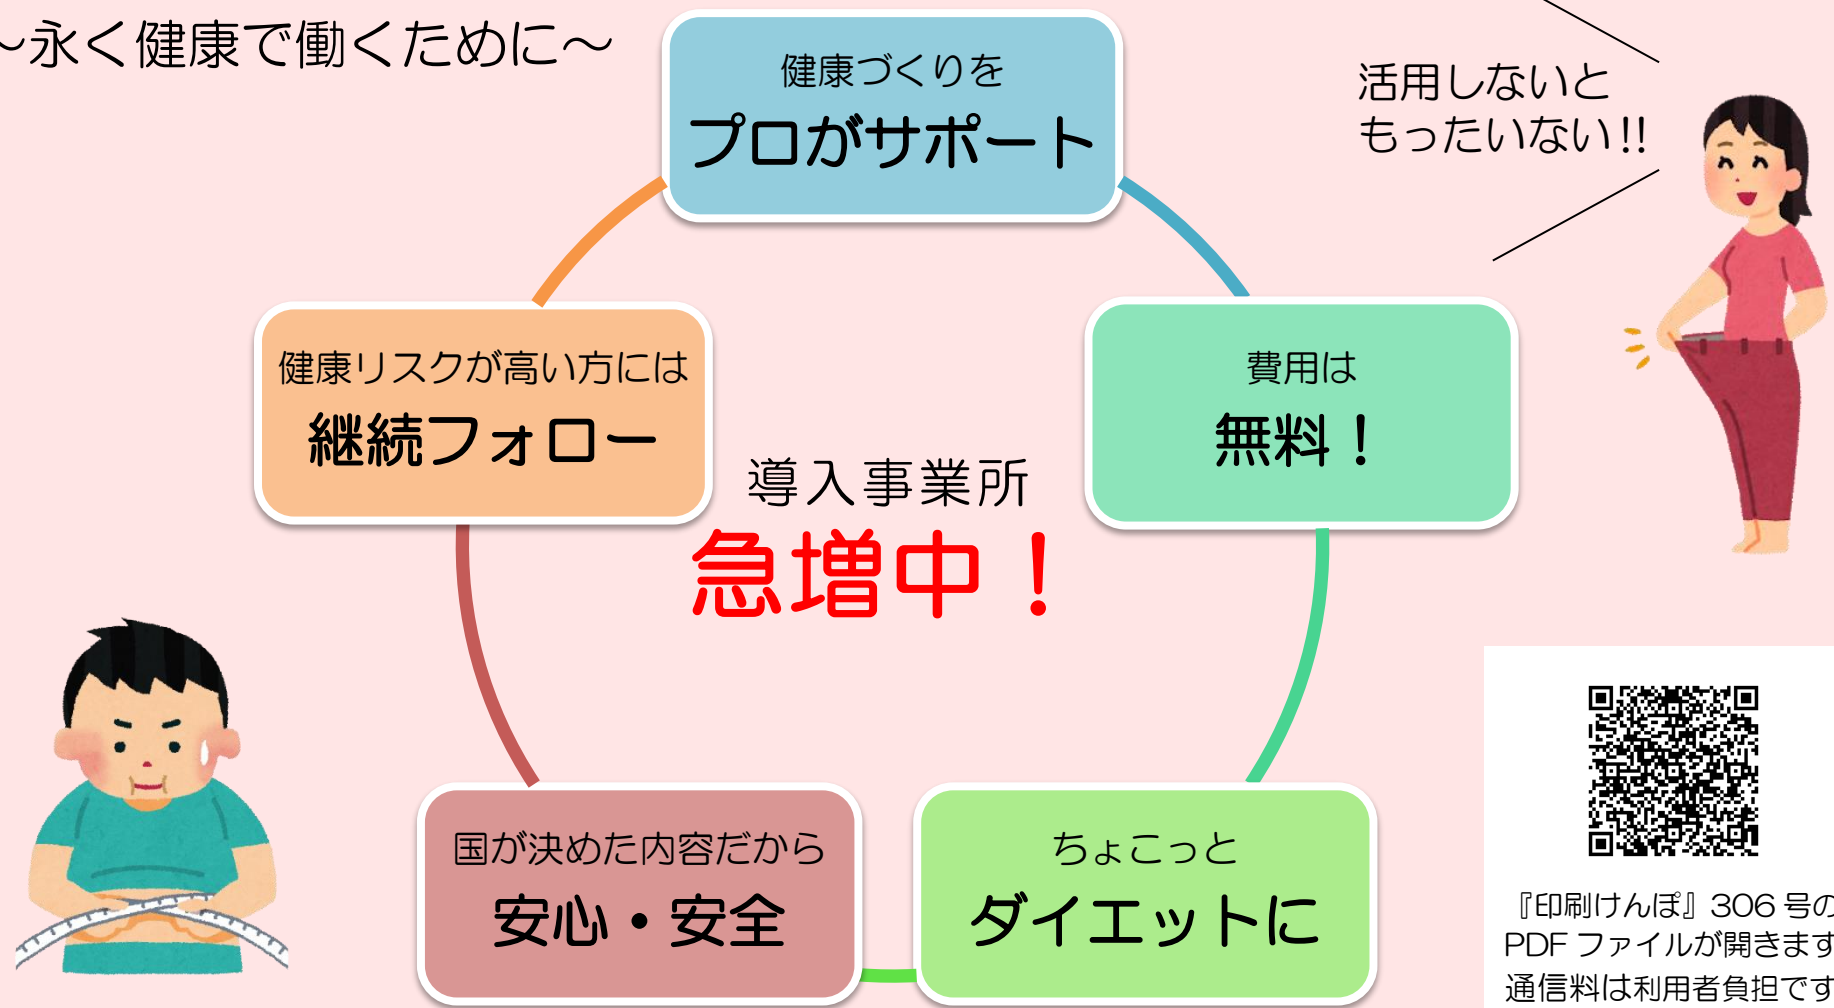 ～永く健康で働くために～
健康づくりを
プロがサポート
活用しないと
もったいない!!
健康リスクが高い方には
継続フォロー
費用は
無料！
導入事業所
急増中！
国が決めた内容だから
安心・安全
ちょこっと
ダイエットに
『印刷けんぽ』306号の
PDFファイルが開きます
通信料は利用者負担です